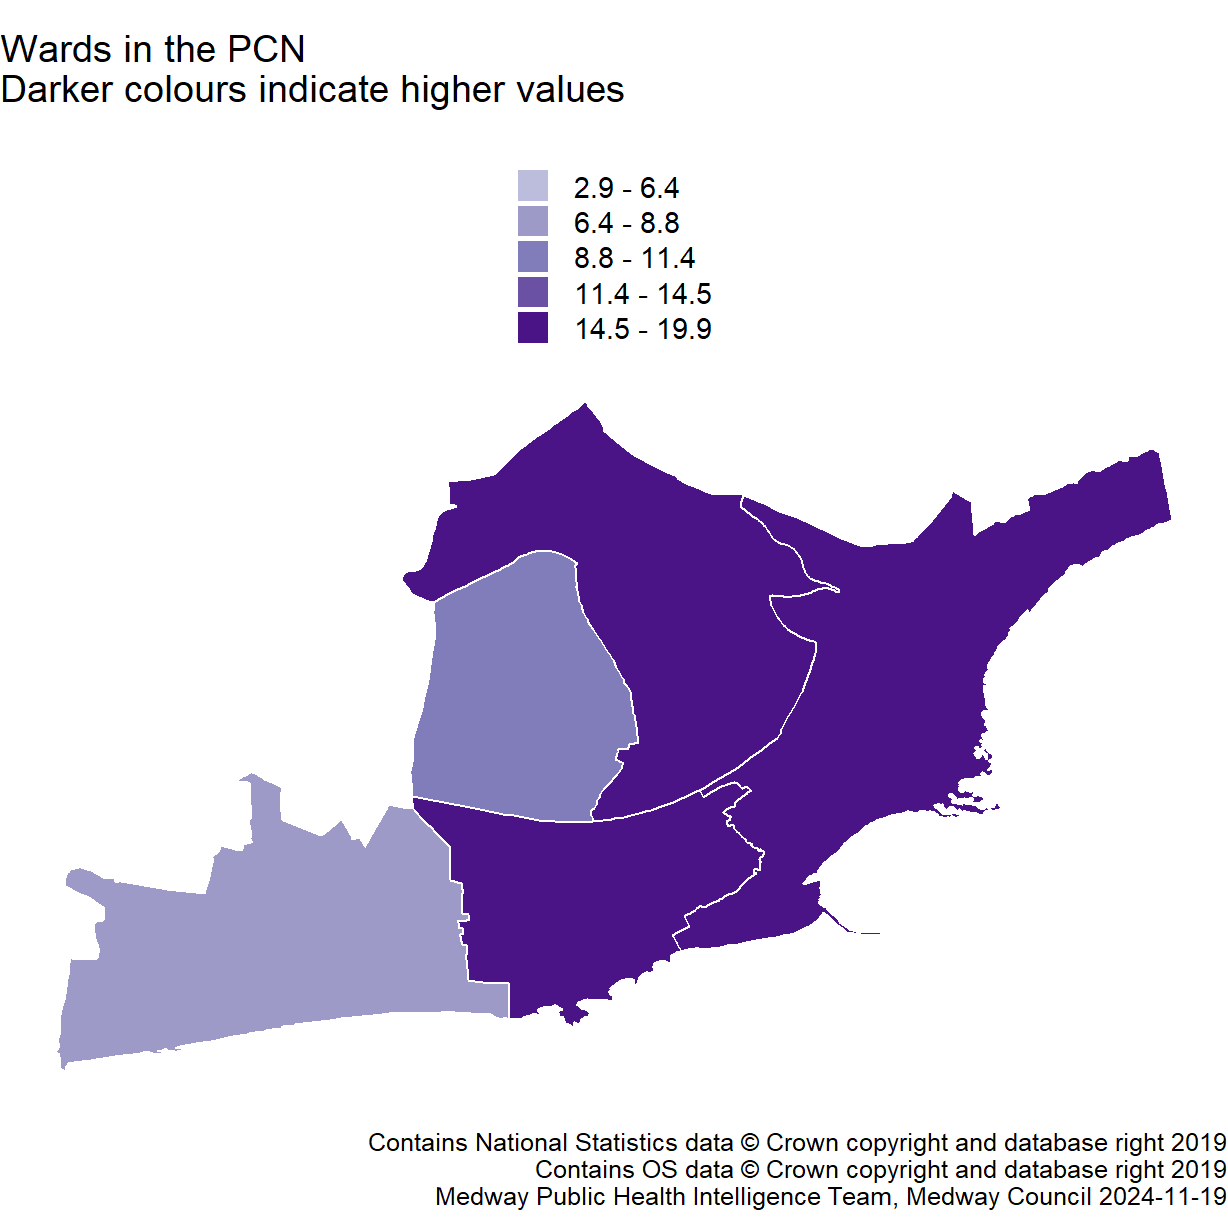 Wards in the PCN
Darker colours indicate higher values
2.9 - 6.4
6.4 - 8.8
8.8 - 11.4
11.4 - 14.5
14.5 - 19.9
Contains National Statistics data © Crown copyright and database right 2019
Contains OS data © Crown copyright and database right 2019
Medway Public Health Intelligence Team, Medway Council 2024-11-19